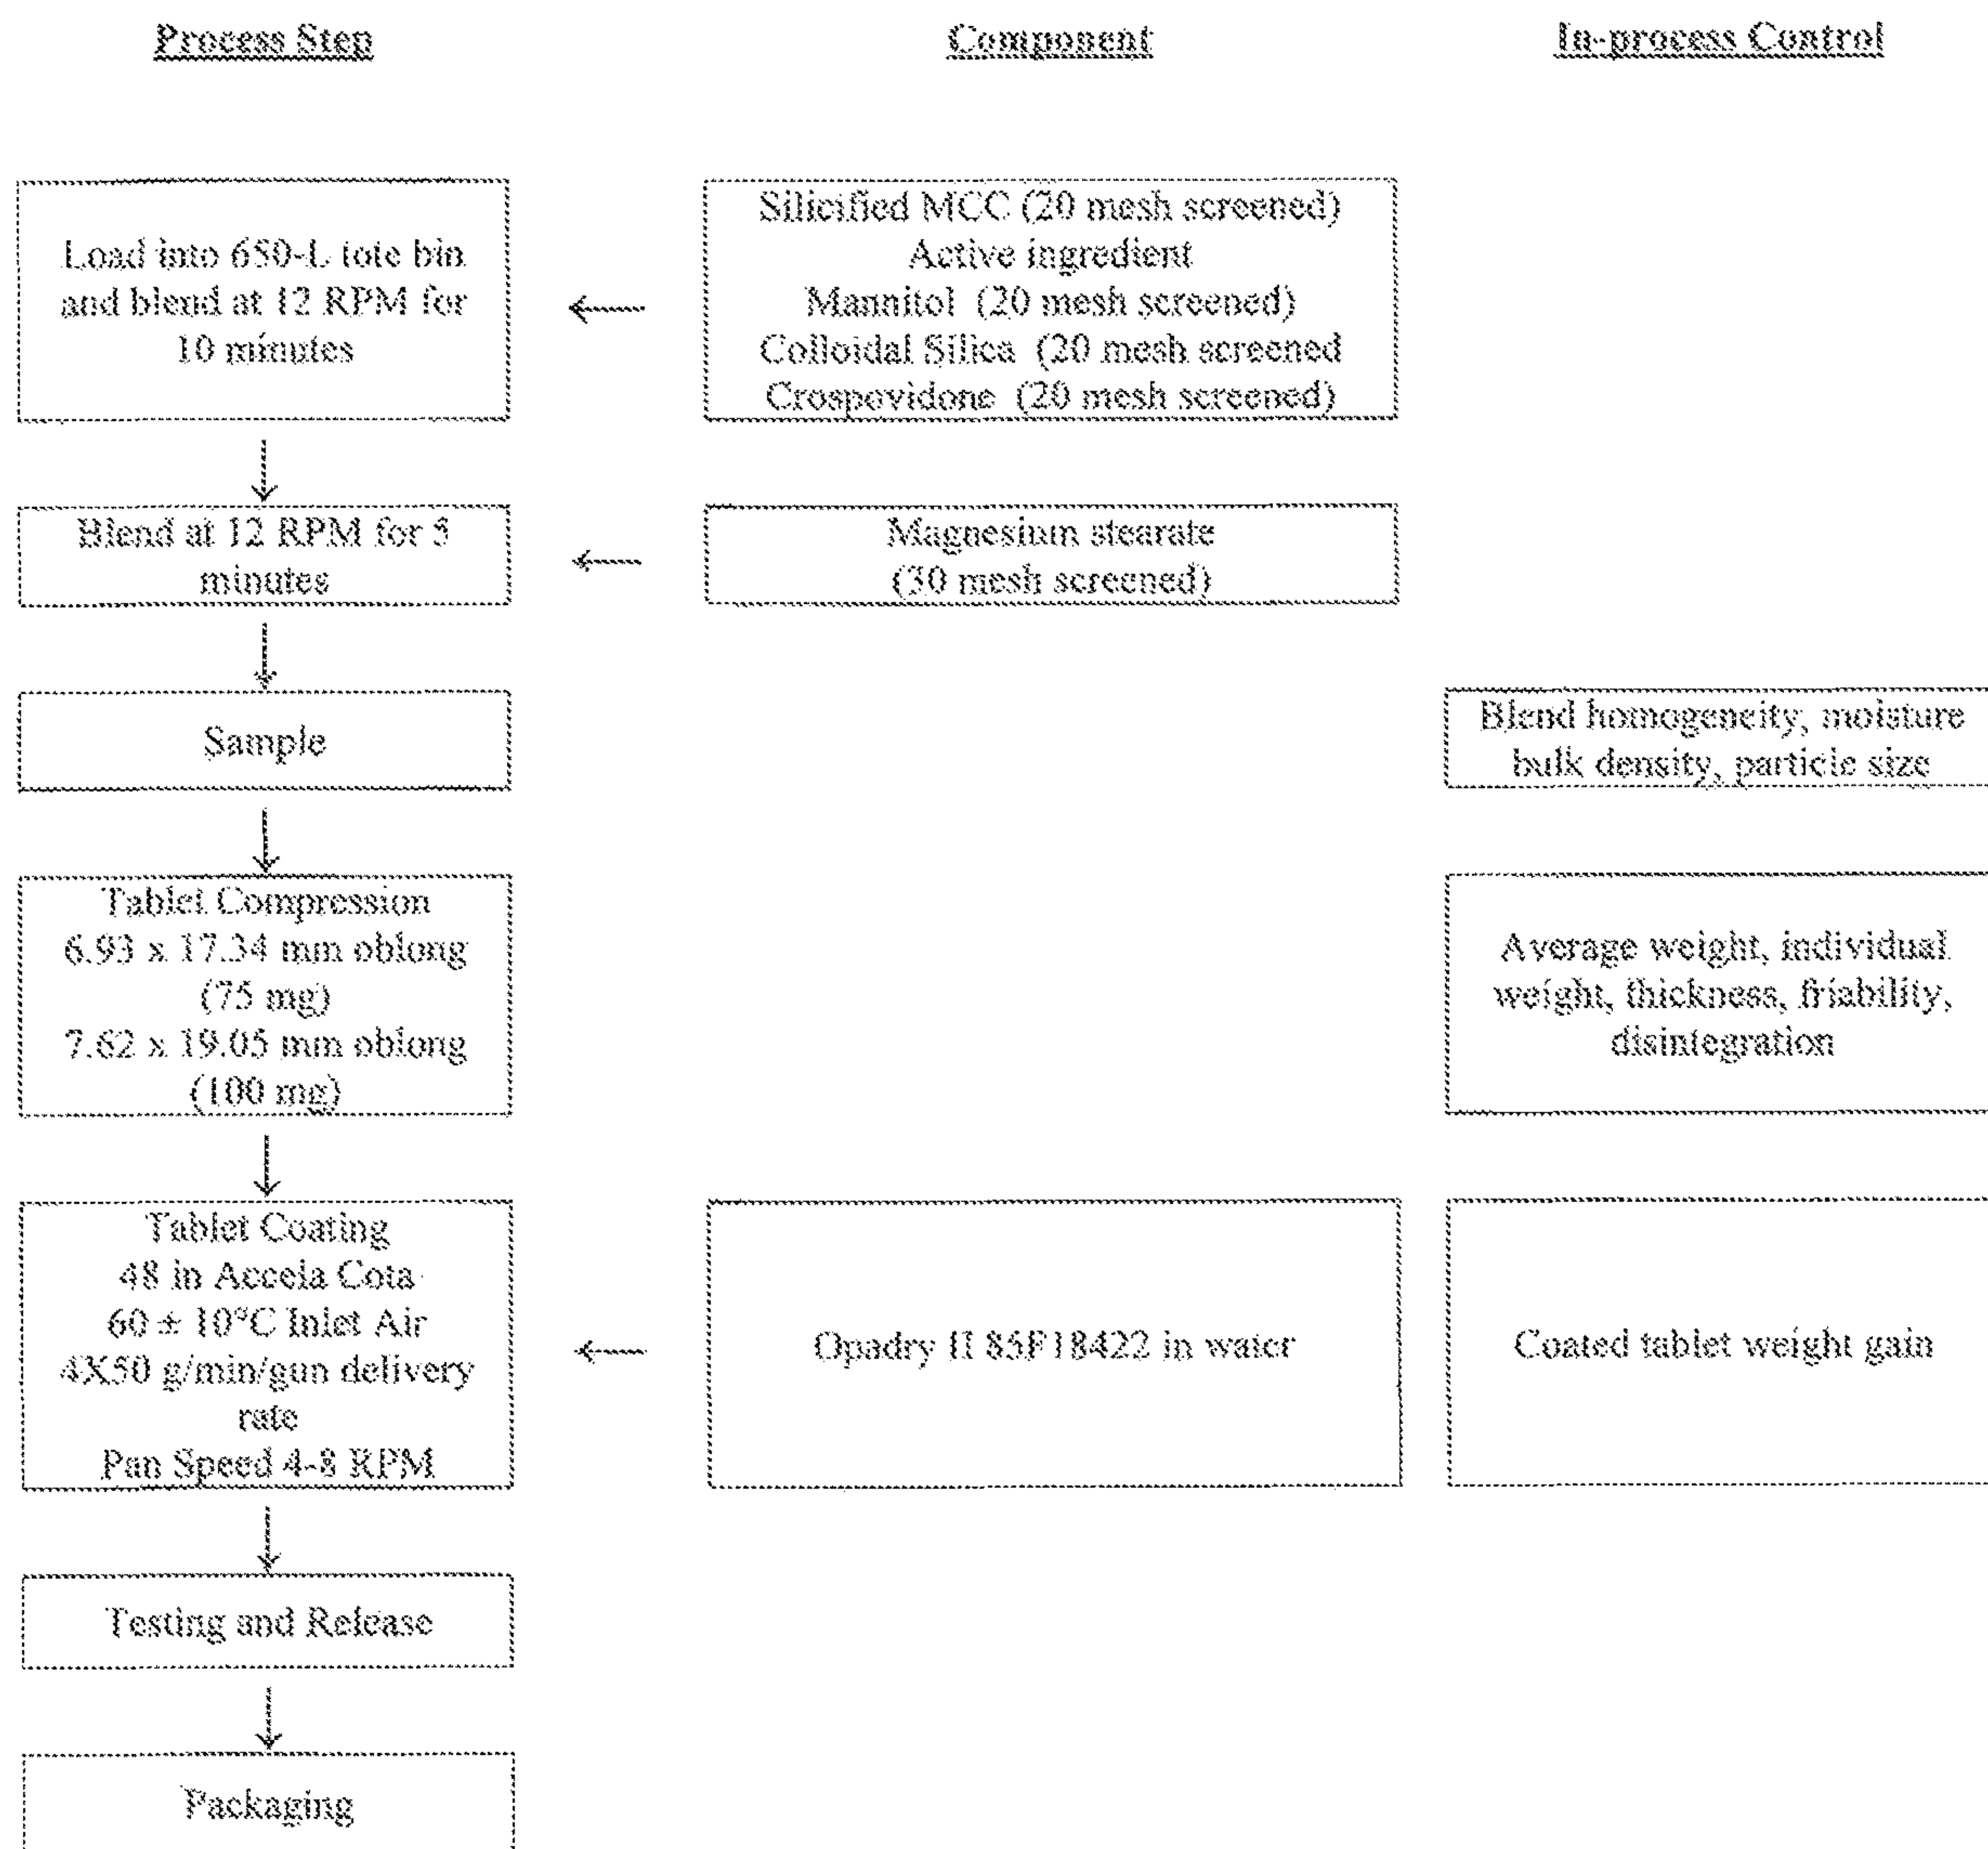 Process Step
Component
In-process Control
Load into 650-L tote bin
and blend at 12 RPM for
10 minutes
Silicified MCC (20 mesh screened)
Active ingredient
Mannitol (20 mesh screened)
Colloidal Silica (20 mesh screened
Crospovidone (20 mesh screened)
Blend at 12 RPM for 5
minutes
Magnesium stearate
(30 mesh screened)
Sample
Blend homogeneity, moisture
bulk density, particle size
Tablet Compression
6.93 x 17.34 mm oblong
(75 mg)
7.62 x 19.05 mm oblong
(100 mg)
Average weight, individual
weight, thickness, friability,
disintegration
Tablet Coating
48 in Accela Cota
60 ± 10°C Inlet Air
4X50 g/min/gun delivery
rate
Pan Speed 4-8 RPM
Opadry II 85F18422 in water
Coated tablet weight gain
Testing and Release
Packaging